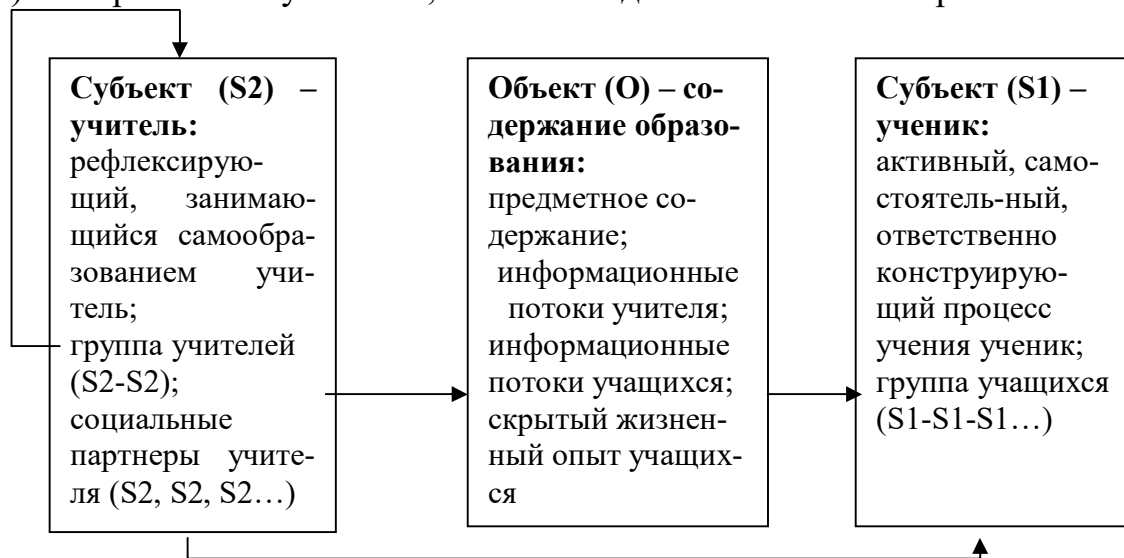 Субъект (S2) –
учитель:
рефлексирую-
щий, занимаю-
щийся самообра-
зованием учи-
тель;
группа учителей
(S2-S2);
социальные
партнеры учите-
ля (S2, S2, S2…)
Объект (О) – со-
держание образо-
вания:
предметное со-
держание;
информационные
потоки учителя;
информационные
потоки учащихся;
скрытый жизнен-
ный опыт учащих-
ся
Субъект (S1) –
ученик:
активный, само-
стоятель-ный,
ответственно
конструирую-
щий процесс
учения ученик;
группа учащихся
(S1-S1-S1…)